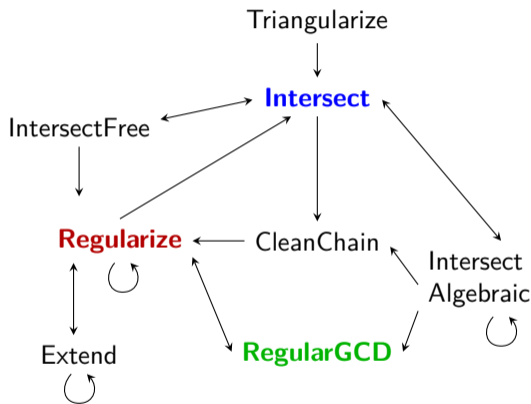 Triangularize
Intersect
IntersectFree
Regularize
CleanChain
Intersect
Algebraic
Extend
RegularGCD